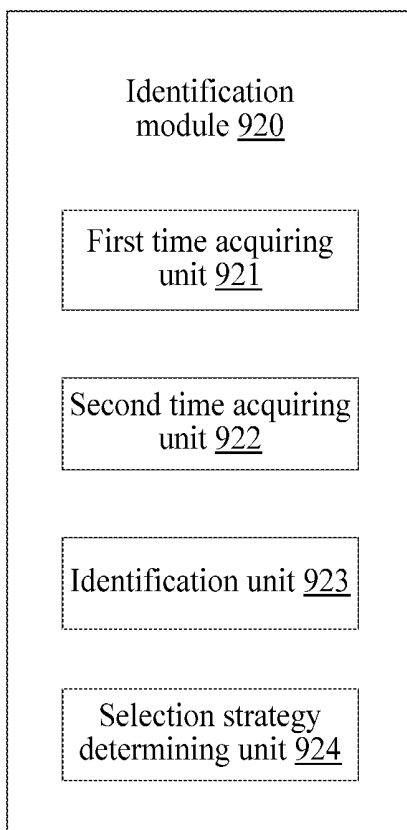 Identification
module 920
First time acquiring
unit 921
Second time acquiring
unit 922
Identification unit 923
Selection strategy
determining unit 924